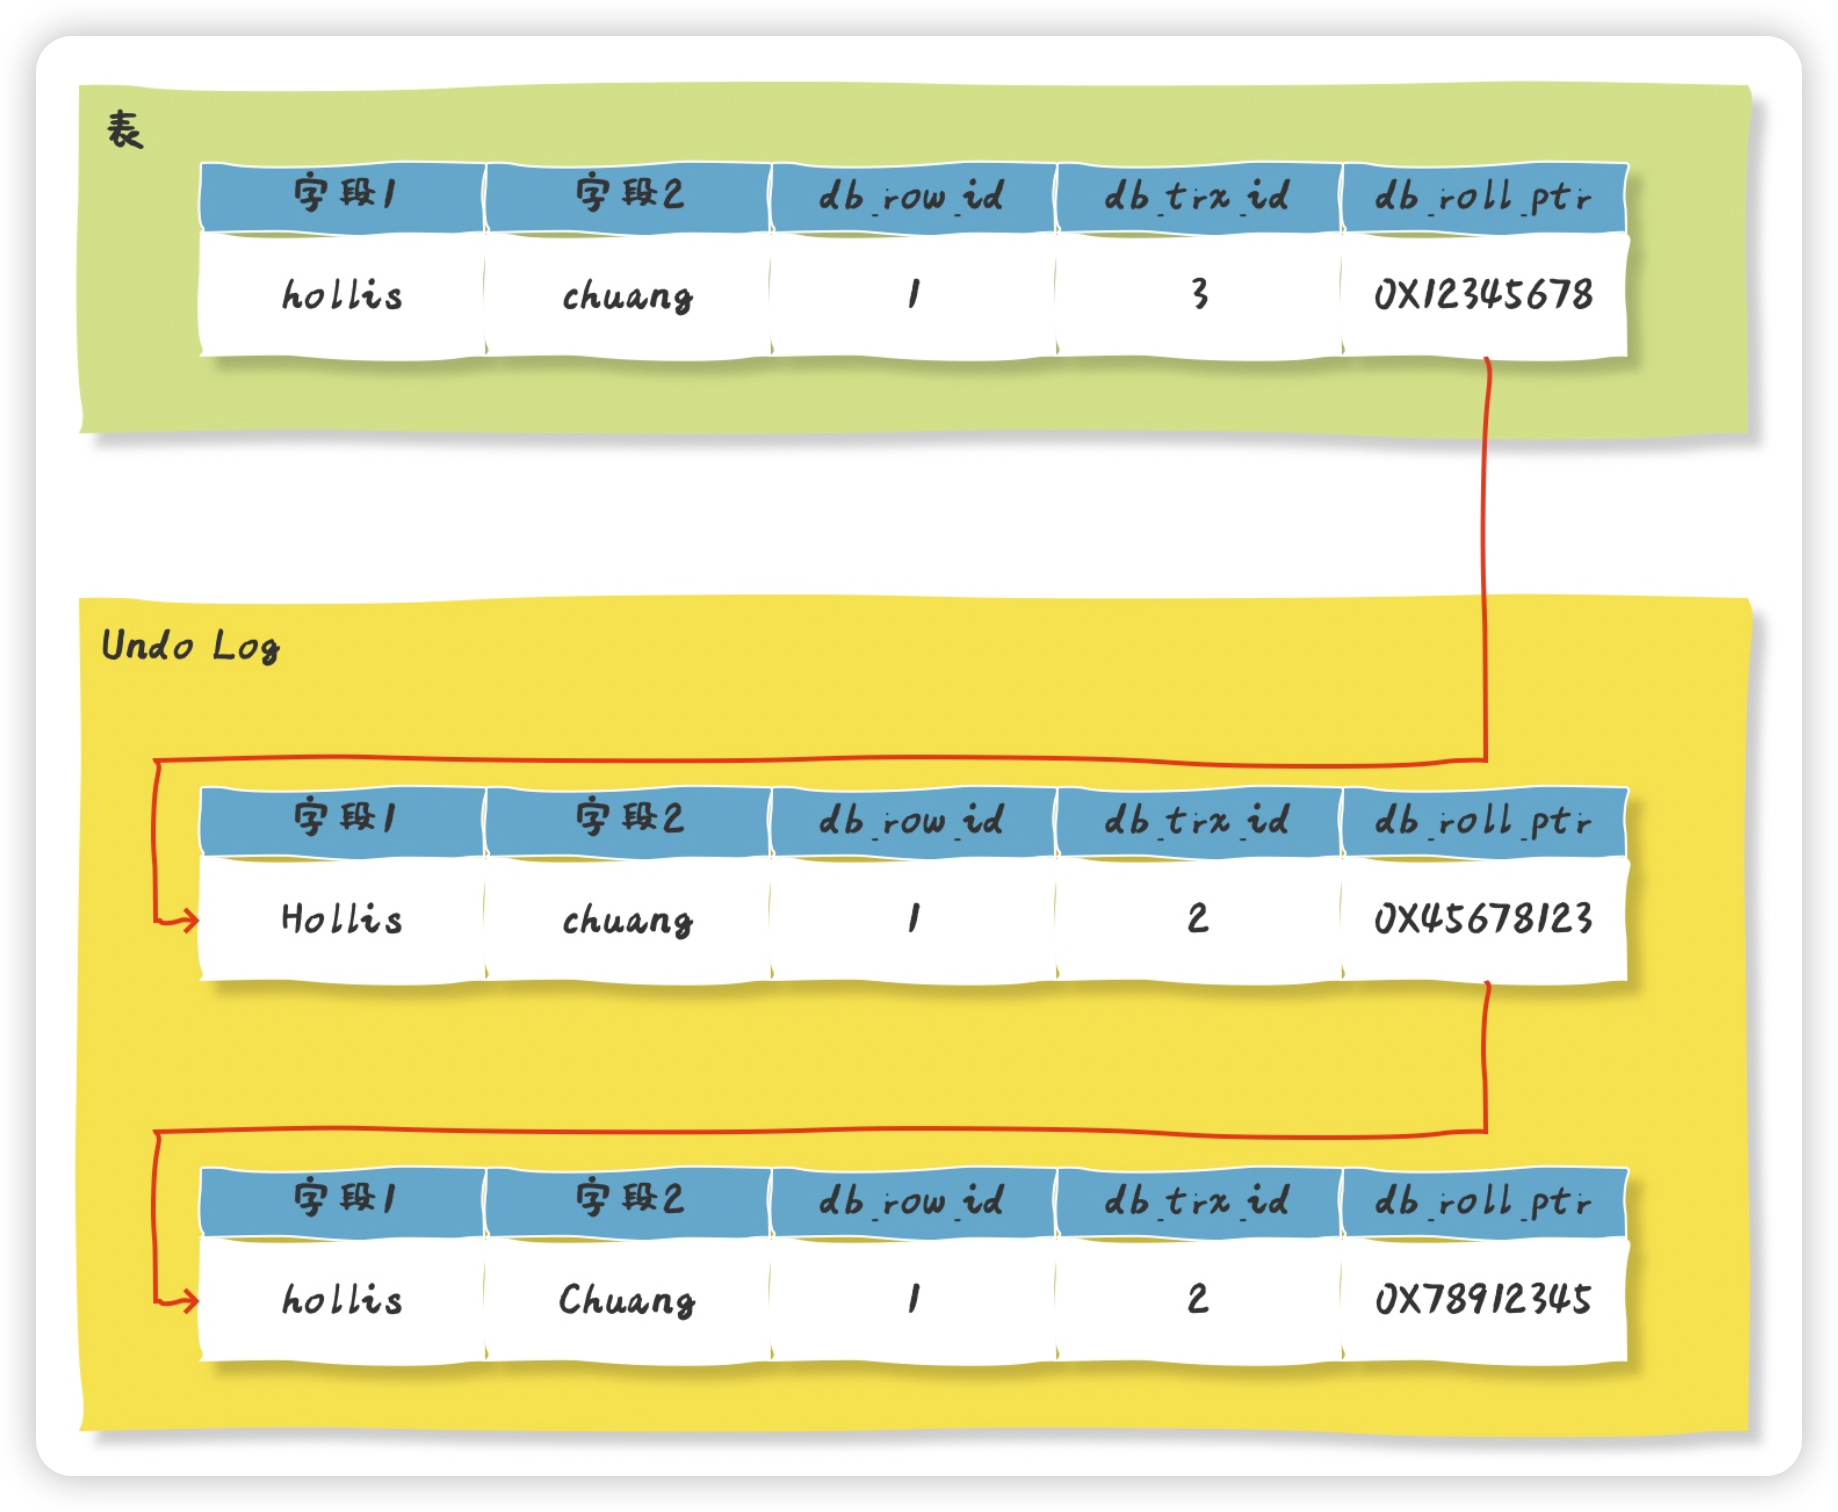 表
字段1 字段2 db_row_id db_trx_id db_roll_ptr
hollis chuang 1 3 0X12345678
Undo Log
字段1 字段2 db_row_id db_trx_id db_roll_ptr
Hollis chuang 1 2 0X45678123
字段1 字段2 db_row_id db_trx_id db_roll_ptr
hollis Chuang 1 2 0X78912345